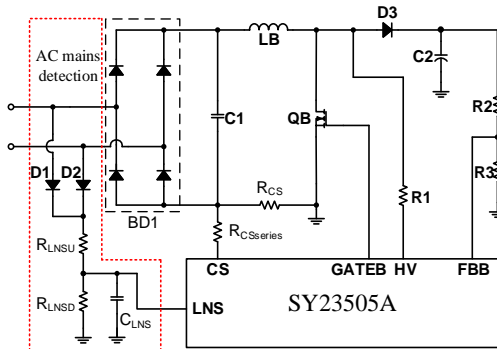 D3
LB
AC mains
detection
C2
R2
C1
QB
D1
D2
R3
RCS
R1
BD1
RLNSU
RCSseries
CS
GATEB
HV
FBB
RLNSD
CLNS
LNS
SY23505A